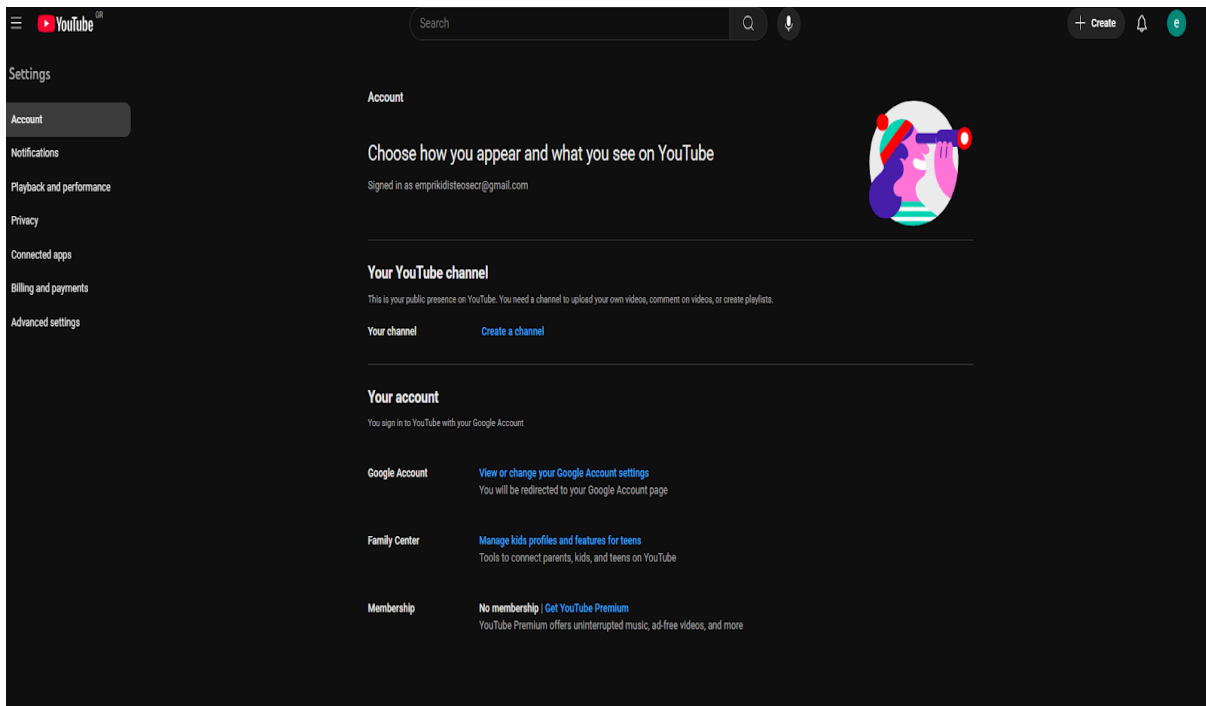 YouTube GR
Search
Create
e
Settings
Account
Notifications
Playback and performance
Privacy
Connected apps
Billing and payments
Advanced settings
Account
Choose how you appear and what you see on YouTube
Signed in as emprikidisteosecr@gmail.com
Your YouTube channel
This is your public presence on YouTube. You need a channel to upload your own videos, comment on videos, or create playlists.
Your channel Create a channel
Your account
You sign in to YouTube with your Google Account
Google Account View or change your Google Account settings
You will be redirected to your Google Account page
Family Center Manage kids profiles and features for teens
Tools to connect parents, kids, and teens on YouTube
Membership No membership | Get YouTube Premium
YouTube Premium offers uninterrupted music, ad-free videos, and more